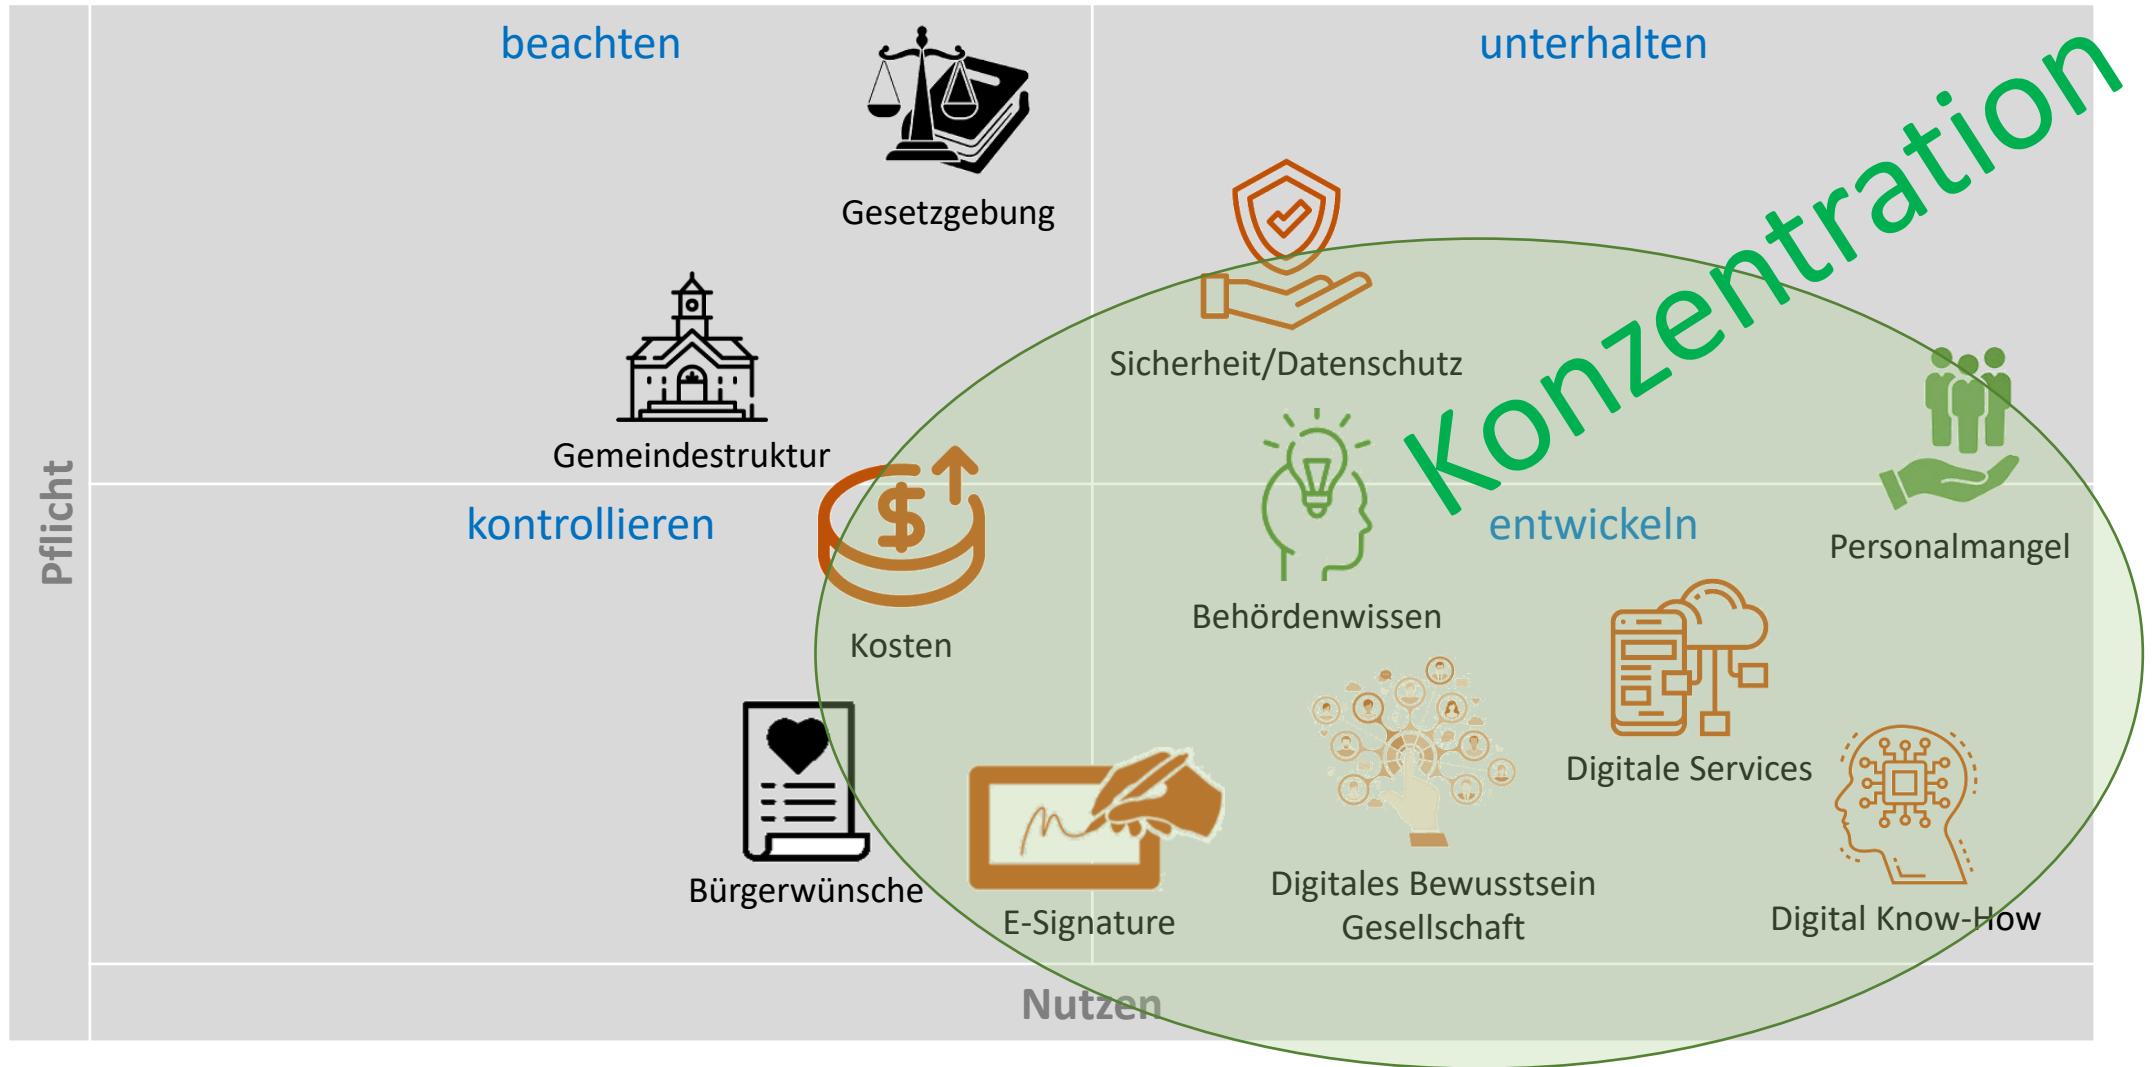 beachten
unterhalten
Konzentration
Gesetzgebung
Sicherheit/Datenschutz
Gemeindestruktur
Pflicht
kontrollieren
$
entwickeln
Personalmangel
Behördenwissen
Kosten
Digitale Services
Bürgerwünsche
E-Signature
Digitales Bewusstsein
Gesellschaft
Digital Know-How
Nutzen